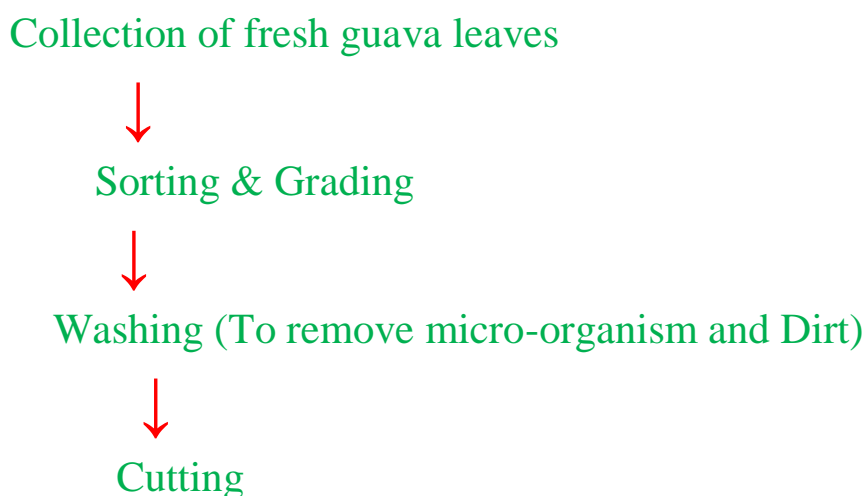 Collection of fresh guava leaves
↓
Sorting & Grading
↓
Washing (To remove micro-organism and Dirt)
↓
Cutting